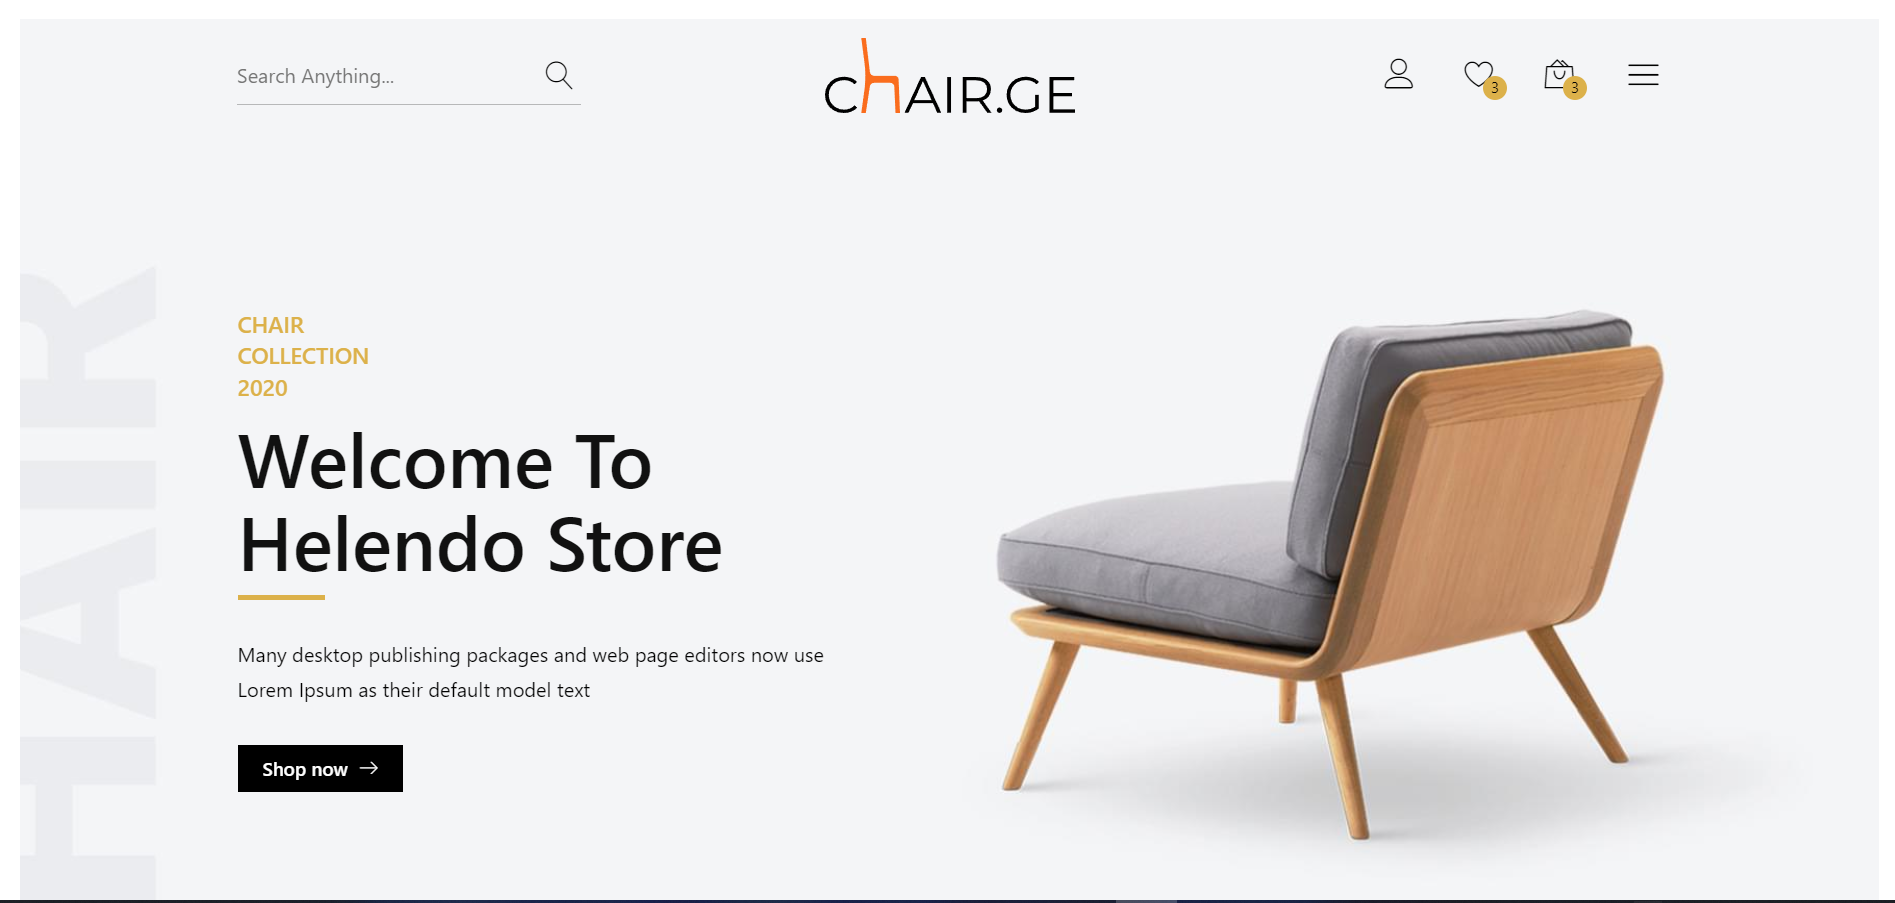 Search Anything...
CHAIR.GE
3
3
CHAIR
CHAIR
COLLECTION
2020
Welcome To
Helendo Store
Many desktop publishing packages and web page editors now use
Lorem Ipsum as their default model text
Shop now